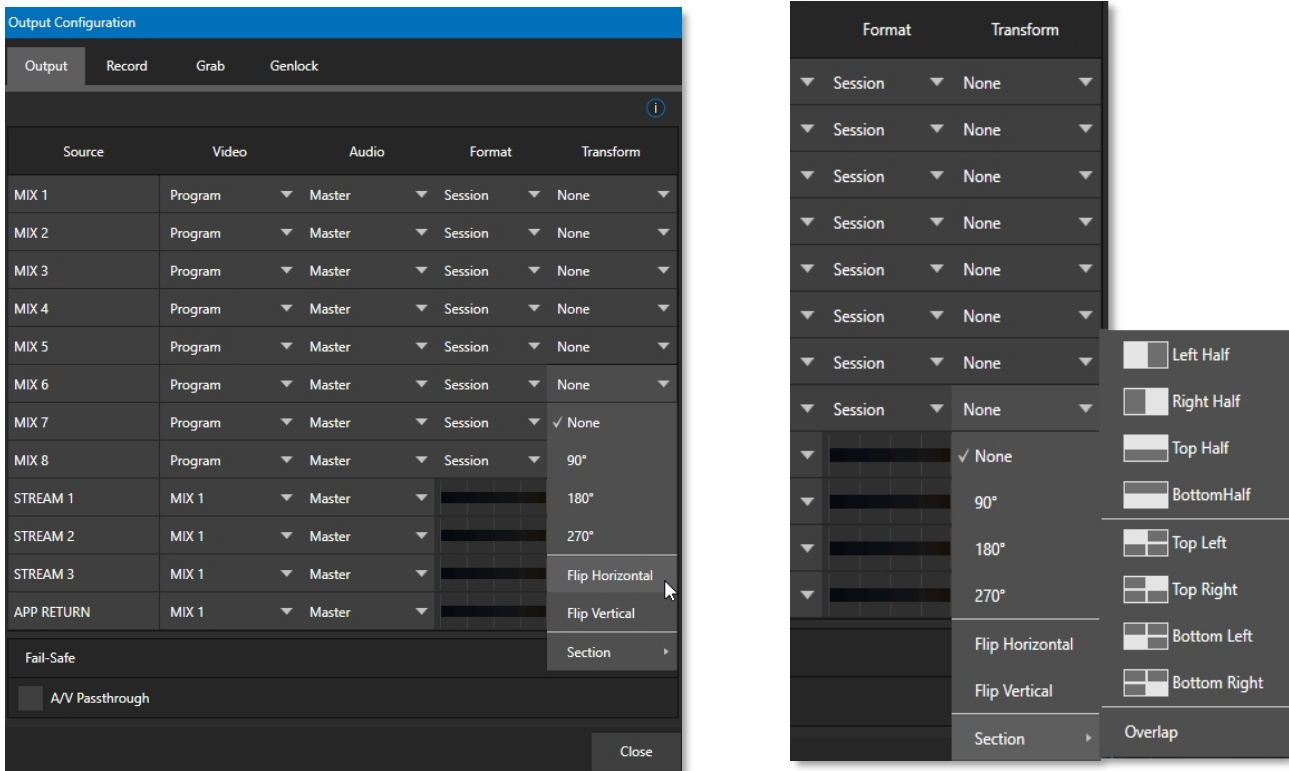 Output Configuration
Output Record Grab Genlock
i
Source Video Audio Format Transform
MIX 1 Program Master Session None
MIX 2 Program Master Session None
MIX 3 Program Master Session None
MIX 4 Program Master Session None
MIX 5 Program Master Session None
MIX 6 Program Master Session None
MIX 7 Program Master Session ✓ None
MIX 8 Program Master Session 90°
STREAM 1 MIX 1 Master 180°
STREAM 2 MIX 1 Master 270°
STREAM 3 MIX 1 Master Flip Horizontal
APP RETURN MIX 1 Master Flip Vertical
Fail-Safe Section
A/V Passthrough
Close
Format Transform
Session None
Session None
Session None
Session None
Session None
Session None
Session None
Session None
✓ None
90°
180°
270°
Flip Horizontal
Flip Vertical
Section
Left Half
Right Half
Top Half
BottomHalf
Top Left
Top Right
Bottom Left
Bottom Right
Overlap